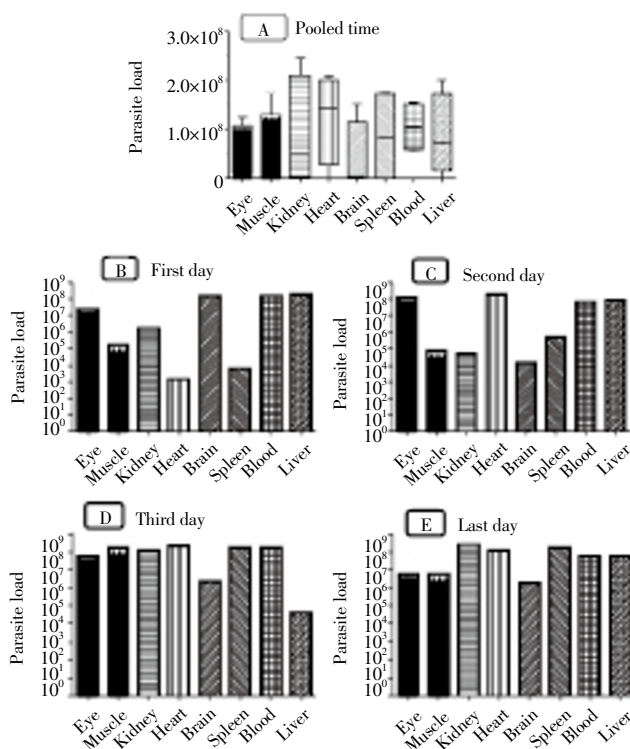 A Pooled time
Parasite load
3.0×10⁸
2.0×10⁸
1.0×10⁸
0
Eye Muscle Kidney Heart Brain Spleen Blood Liver
B First day
Parasite load
10⁹
10⁸
10⁷
10⁶
10⁵
10⁴
10³
10²
10¹
10⁰
Eye Muscle Kidney Heart Brain Spleen Blood Liver
C Second day
Parasite load
10⁹
10⁸
10⁷
10⁶
10⁵
10⁴
10³
10²
10¹
10⁰
Eye Muscle Kidney Heart Brain Spleen Blood Liver
D Third day
Parasite load
10⁹
10⁸
10⁷
10⁶
10⁵
10⁴
10³
10²
10¹
10⁰
Eye Muscle Kidney Heart Brain Spleen Blood Liver
E Last day
Parasite load
10⁹
10⁸
10⁷
10⁶
10⁵
10⁴
10³
10²
10¹
10⁰
Eye Muscle Kidney Heart Brain Spleen Blood Liver